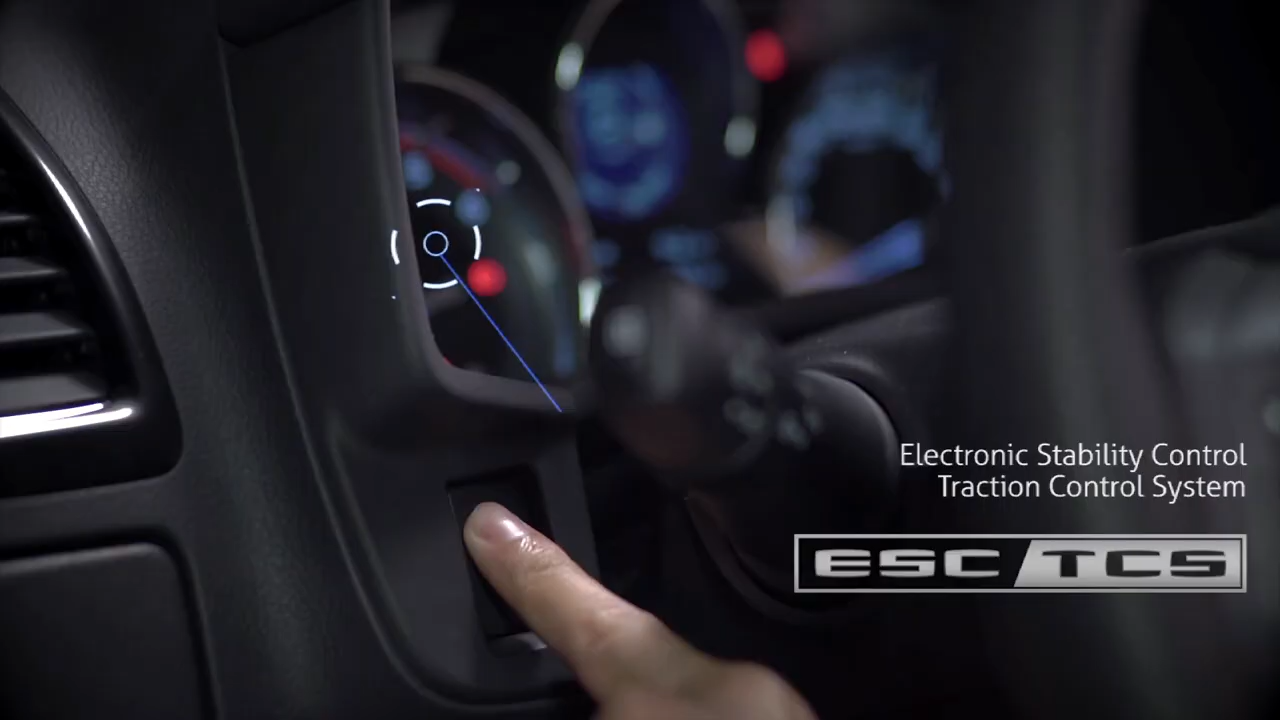 Electronic Stability Control
Traction Control System
ESC/TCS